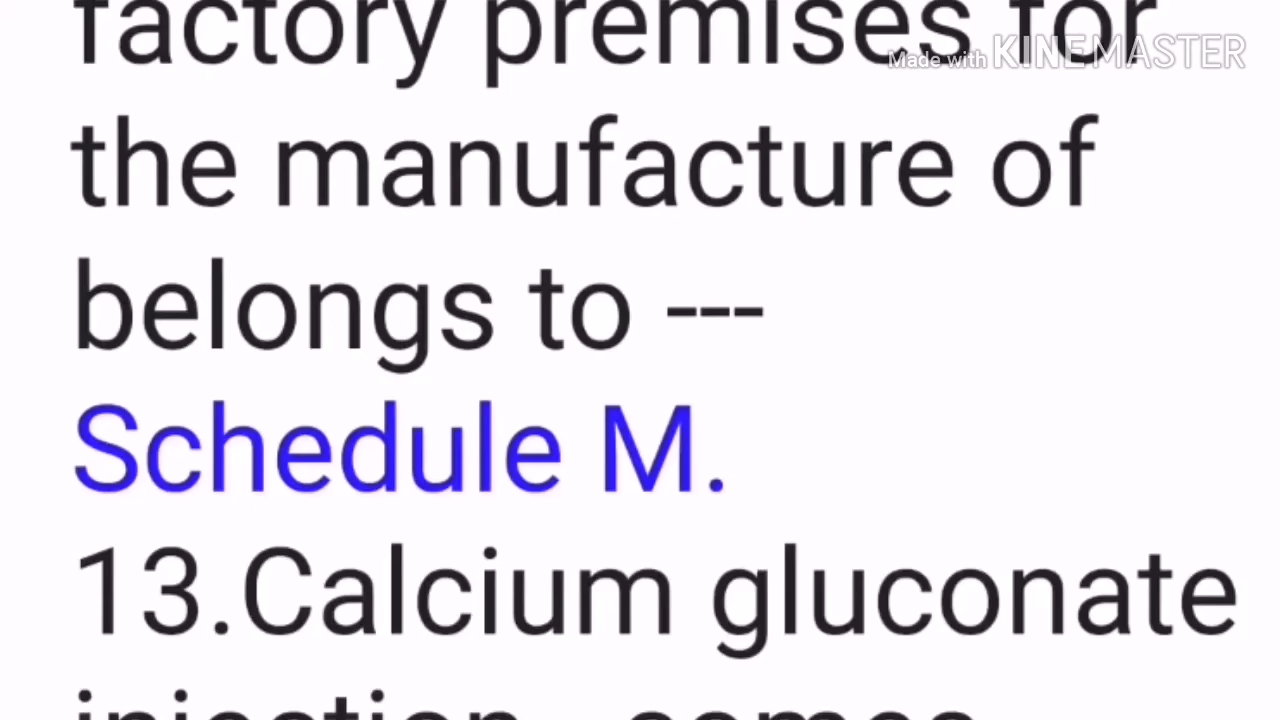 factory premises for
Made with KINEMASTER
the manufacture of
belongs to ---
Schedule M.
13.Calcium gluconate